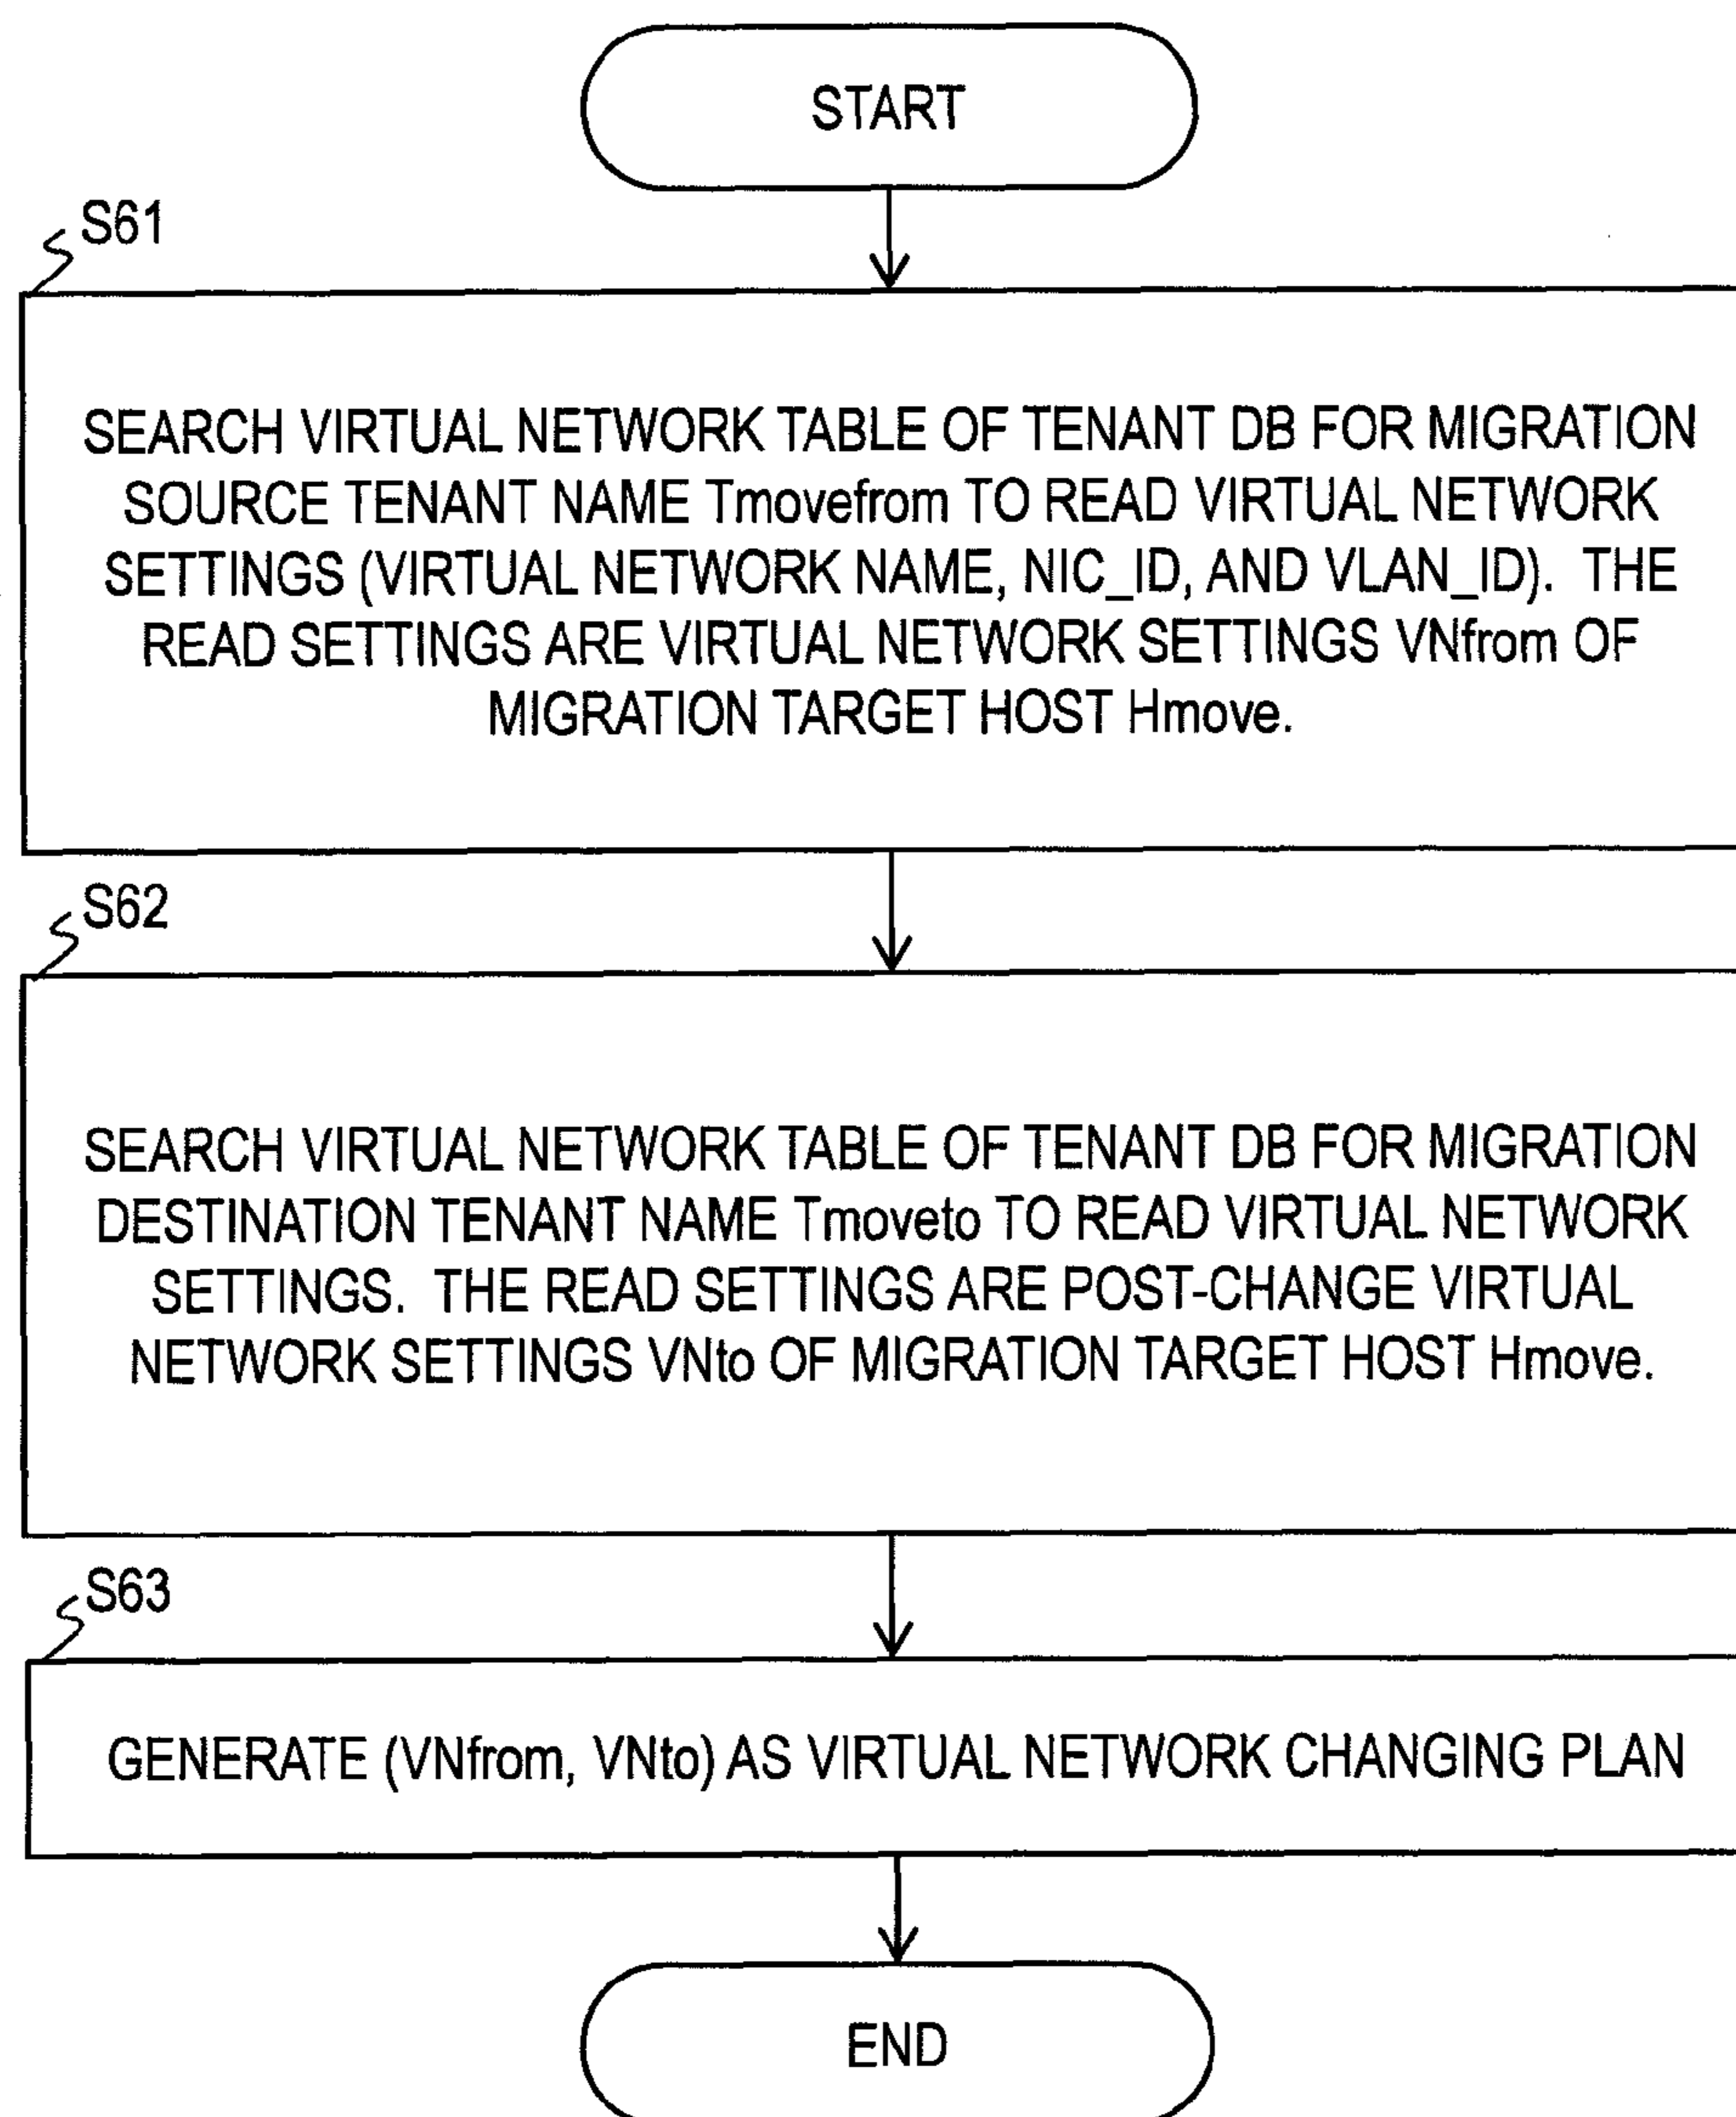 START
S61
SEARCH VIRTUAL NETWORK TABLE OF TENANT DB FOR MIGRATION
SOURCE TENANT NAME Tmovefrom TO READ VIRTUAL NETWORK
SETTINGS (VIRTUAL NETWORK NAME, NIC_ID, AND VLAN_ID). THE
READ SETTINGS ARE VIRTUAL NETWORK SETTINGS VNfrom OF
MIGRATION TARGET HOST Hmove.
S62
SEARCH VIRTUAL NETWORK TABLE OF TENANT DB FOR MIGRATION
DESTINATION TENANT NAME Tmoveto TO READ VIRTUAL NETWORK
SETTINGS. THE READ SETTINGS ARE POST-CHANGE VIRTUAL
NETWORK SETTINGS VNto OF MIGRATION TARGET HOST Hmove.
S63
GENERATE (VNfrom, VNto) AS VIRTUAL NETWORK CHANGING PLAN
END